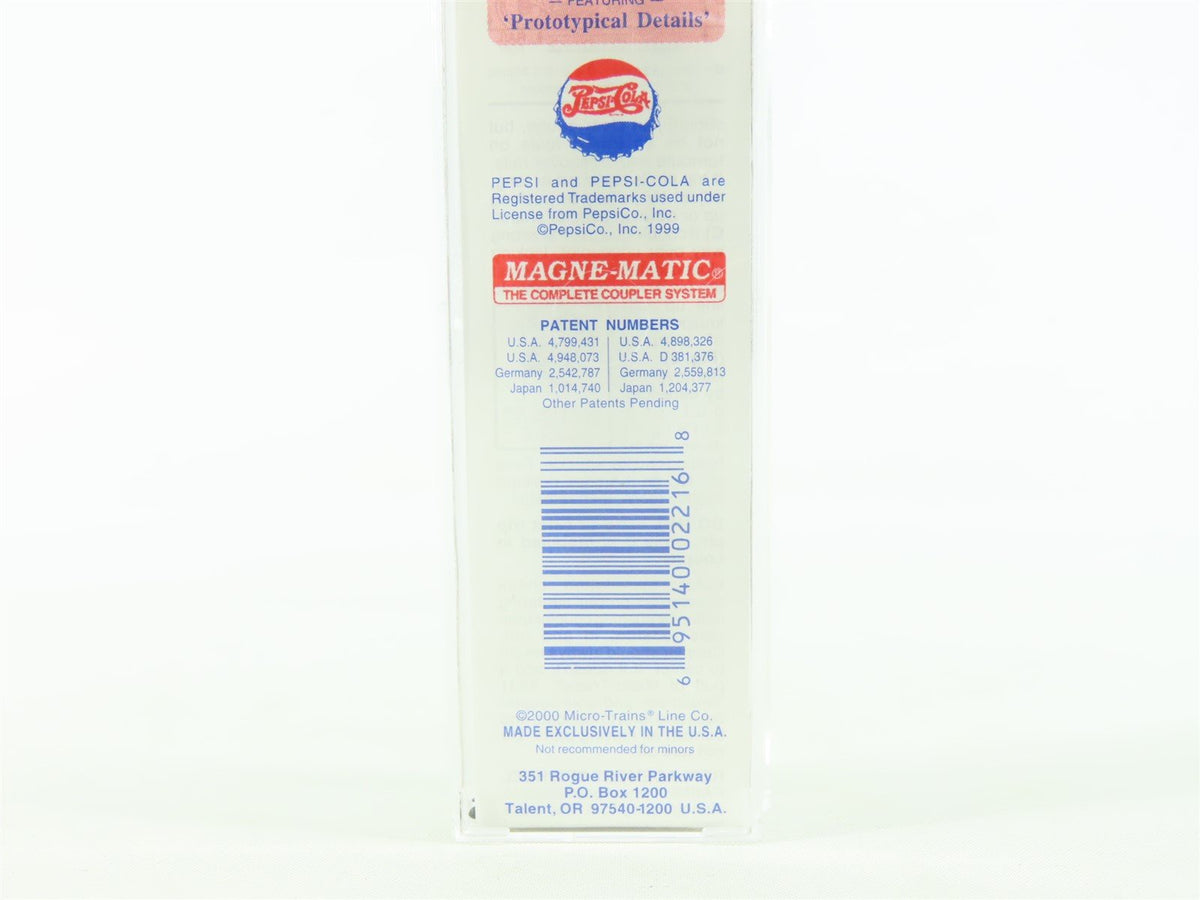 — FEATURING —
‘Prototypical Details’
PEPSI-COLA
PEPSI and PEPSI-COLA are
Registered Trademarks used under
License from PepsiCo., Inc.
©PepsiCo., Inc. 1999
MAGNE-MATIC®
THE COMPLETE COUPLER SYSTEM
PATENT NUMBERS
U.S.A. 4,799,431 | U.S.A. 4,898,326
U.S.A. 4,948,073 | U.S.A. D 381,376
Germany 2,542,787 | Germany 2,559,813
Japan 1,014,740 | Japan 1,204,377
Other Patents Pending
6 95140 02216 8
©2000 Micro-Trains® Line Co.
MADE EXCLUSIVELY IN THE U.S.A.
Not recommended for minors
351 Rogue River Parkway
P.O. Box 1200
Talent, OR 97540-1200 U.S.A.